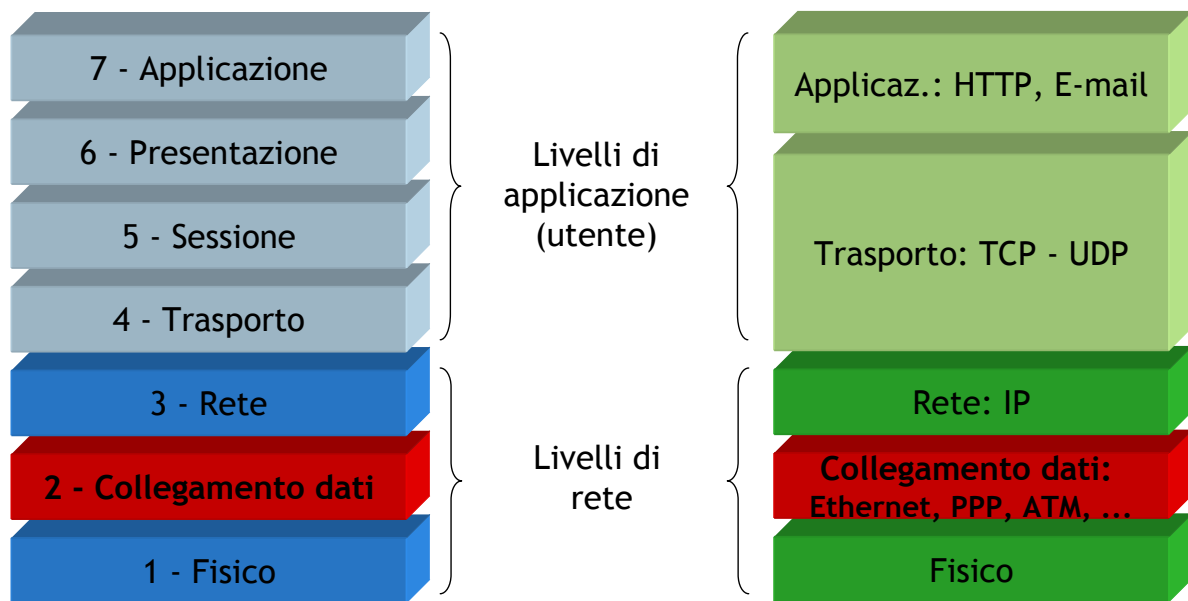 7 - Applicazione
6 - Presentazione
5 - Sessione
4 - Trasporto
3 - Rete
2 - Collegamento dati
1 - Fisico
Livelli di
applicazione
(utente)
Livelli di
rete
Applicaz.: HTTP, E-mail
Trasporto: TCP - UDP
Rete: IP
Collegamento dati:
Ethernet, PPP, ATM, ...
Fisico